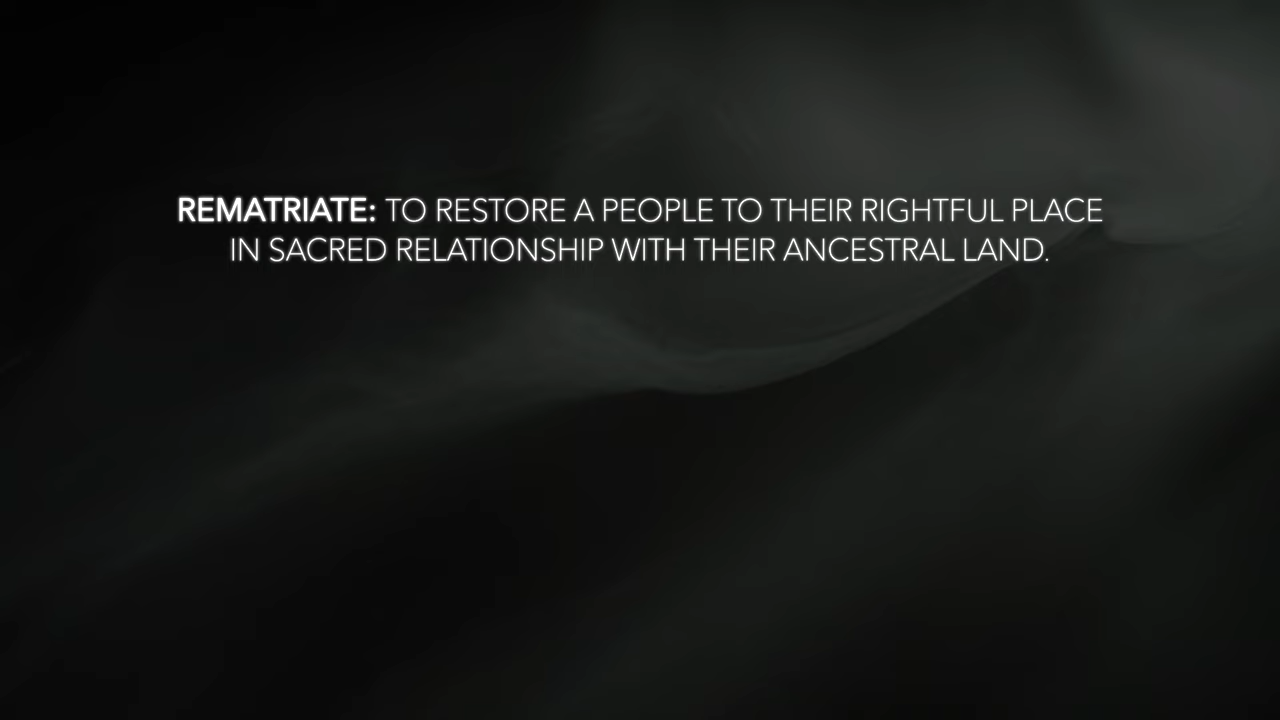 REMATRIATE: TO RESTORE A PEOPLE TO THEIR RIGHTFUL PLACE
IN SACRED RELATIONSHIP WITH THEIR ANCESTRAL LAND.